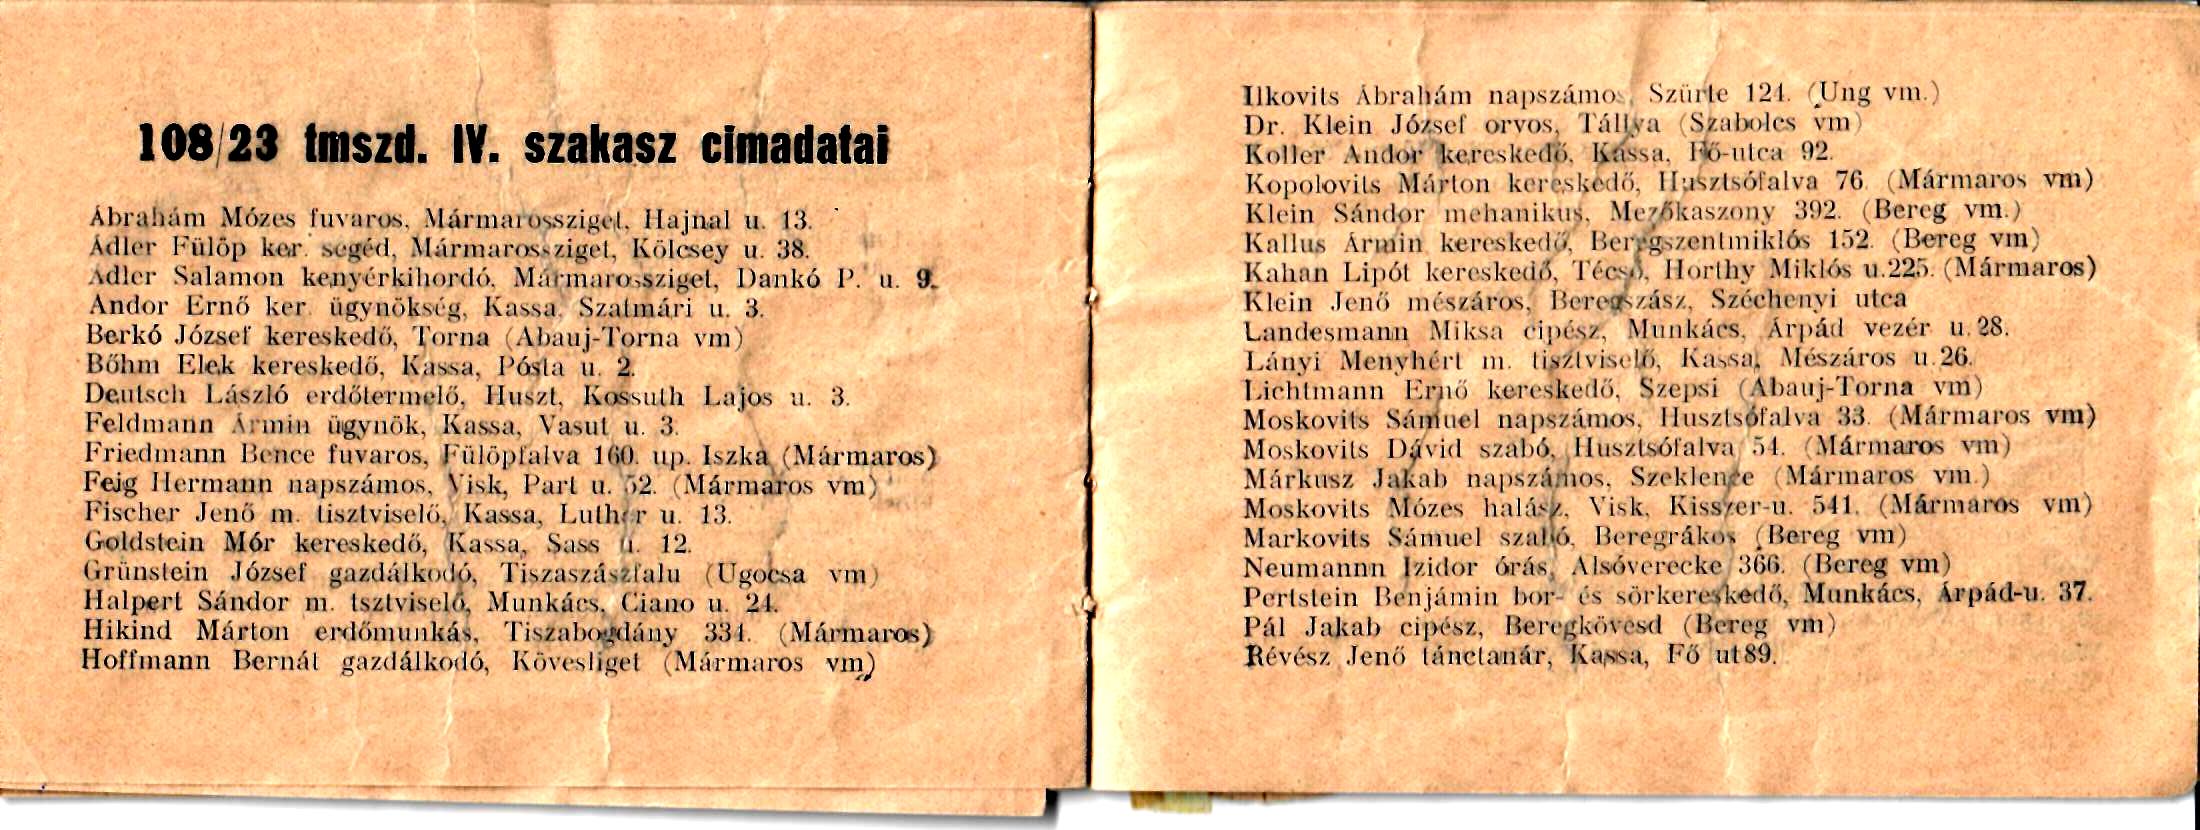 108/23 tmszd. IV. szakasz cimadatai
Ábrahám Mózes fuvaros, Mármarossziget, Hajnal u. 13.
Adler Fülöp ker. segéd, Mármarossziget, Kölcsey u. 38.
Adler Salamon kenyérkihordó, Mármarossziget, Dankó P. u. 9.
Andor Ernő ker. ügynökség, Kassa, Szatmári u. 3.
Berkó József kereskedő, Torna (Abauj-Torna vm)
Bőhm Elek kereskedő, Kassa, Pósta u. 2.
Deutsch László erdőtermelő, Huszt, Kossuth Lajos u. 3.
Feldmann Ármin ügynök, Kassa, Vasut u. 3.
Friedmann Bence fuvaros, Fülöpfalva 160. up. Iszka (Mármaros)
Feig Hermann napszámos, Visk, Part u. 52. (Mármaros vm)
Fischer Jenő m. tisztviselő, Kassa, Luther u. 13.
Goldstein Mór kereskedő, Kassa, Sass u. 12.
Grünstein József gazdálkodó, Tiszaszászfalu (Ugocsa vm)
Halpert Sándor m. tsztviselő, Munkács, Ciano u. 24.
Hikind Márton erdőmunkás, Tiszabogdány 334. (Mármaros)
Hoffmann Bernát gazdálkodó, Kövesliget (Mármaros vm)
Ilkovits Ábrahám napszámos, Szürte 124. (Ung vm.)
Dr. Klein József orvos, Tállya (Szabolcs vm)
Koller Andor kereskedő, Kassa, Fő-utca 92.
Kopolovits Márton kereskedő, Husztsófalva 76. (Mármaros vm)
Klein Sándor mehanikus, Mezőkaszony 392. (Bereg vm.)
Kallus Ármin kereskedő, Beregszentmiklós 152. (Bereg vm)
Kahan Lipót kereskedő, Técső, Horthy Miklós u.225. (Mármaros)
Klein Jenő mészáros, Beregszász, Széchenyi utca
Landesmann Miksa cipész, Munkács, Árpád vezér u. 28.
Lányi Menyhért m. tisztviselő, Kassa, Mészáros u. 26.
Lichtmann Ernő kereskedő, Szepsi (Abauj-Torna vm)
Moskovits Sámuel napszámos, Husztsófalva 33. (Mármaros vm)
Moskovits Dávid szabó, Husztsófalva 54. (Mármaros vm)
Márkusz Jakab napszámos, Szeklence (Mármaros vm.)
Moskovits Mózes halász, Visk, Kisszer-u. 541. (Mármaros vm)
Markovits Sámuel szabó, Beregrákos (Bereg vm)
Neumannn Izidor órás, Alsóverecke 366. (Bereg vm)
Pertstein Benjámin bor- és sörkereskedő, Munkács, Árpád-u. 37.
Pál Jakab cipész, Beregkövesd (Bereg vm)
Révész Jenő tánctanár, Kassa, Fő ut89.